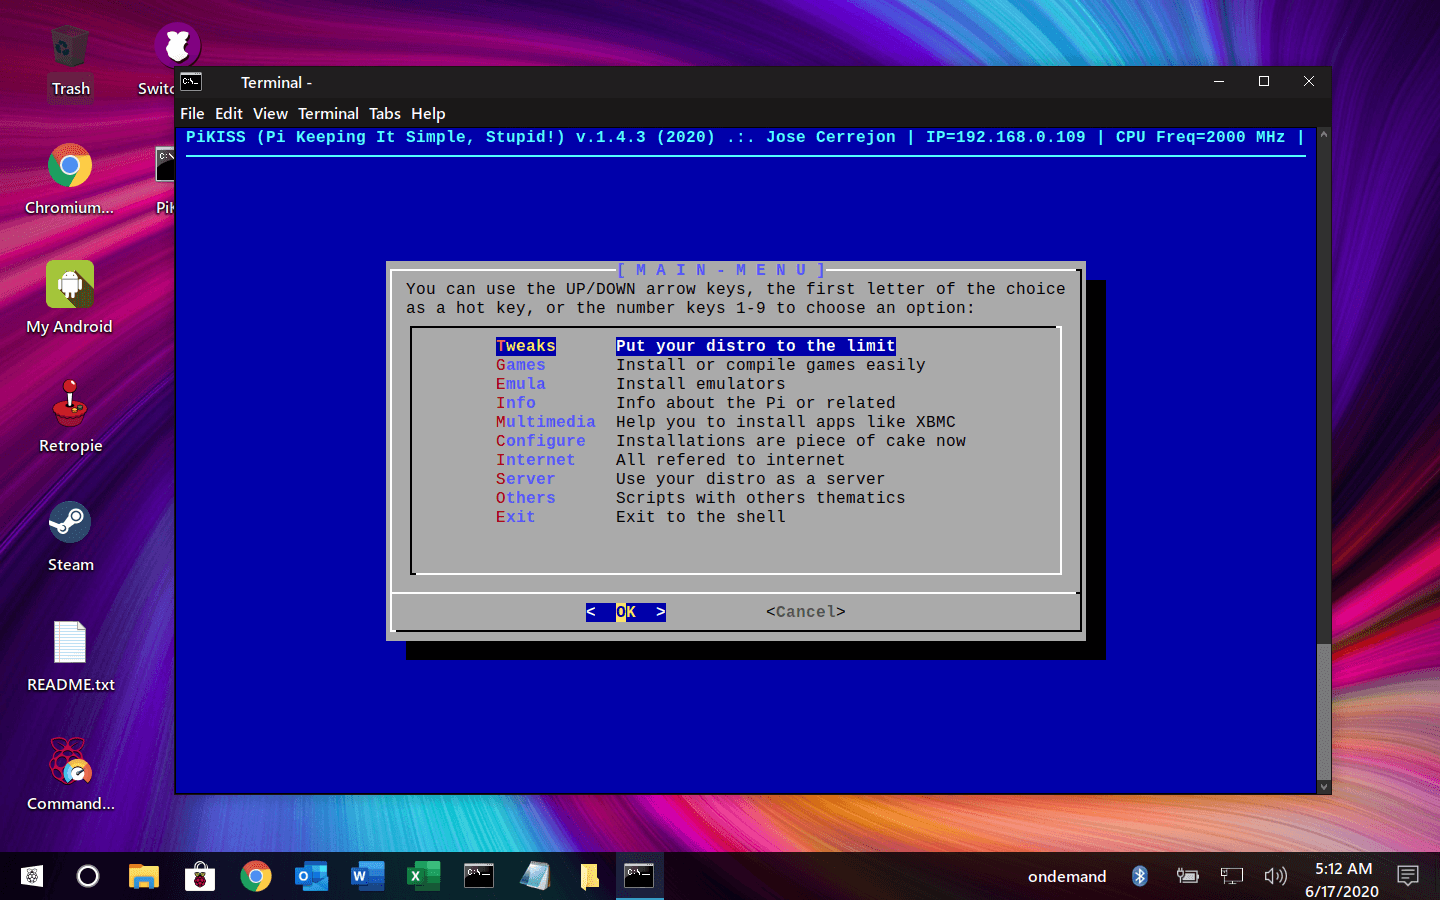 Trash
Switc
Chromium...
PiK
My Android
Retropie
Steam
README.txt
Command...
Terminal -
File Edit View Terminal Tabs Help
PiKISS (Pi Keeping It Simple, Stupid!) v.1.4.3 (2020) .:. Jose Cerrejon | IP=192.168.0.109 | CPU Freq=2000 MHz |
[ M A I N - M E N U ]
You can use the UP/DOWN arrow keys, the first letter of the choice
as a hot key, or the number keys 1-9 to choose an option:
Tweaks Put your distro to the limit
Games Install or compile games easily
Emula Install emulators
Info Info about the Pi or related
Multimedia Help you to install apps like XBMC
Configure Installations are piece of cake now
Internet All refered to internet
Server Use your distro as a server
Others Scripts with others thematics
Exit Exit to the shell
< OK > <Cancel>
ondemand
5:12 AM
6/17/2020